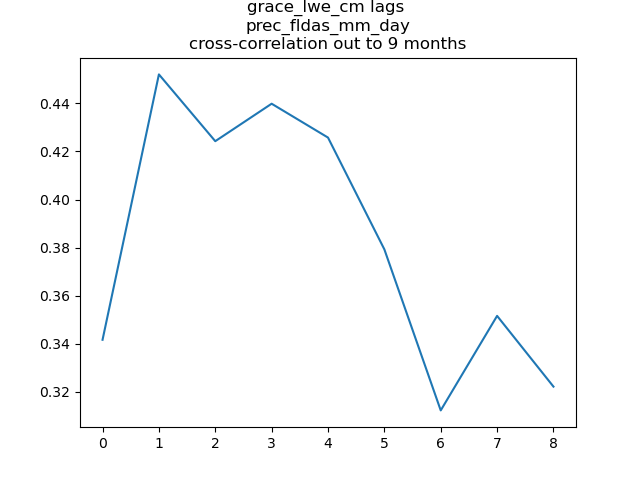 grace_lwe_cm lags
prec_fldas_mm_day
cross-correlation out to 9 months
0.44
0.42
0.40
0.38
0.36
0.34
0.32
0 1 2 3 4 5 6 7 8